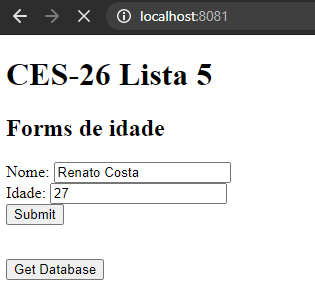 localhost:8081
CES-26 Lista 5
Forms de idade
Nome: Renato Costa
Idade: 27
Submit
Get Database